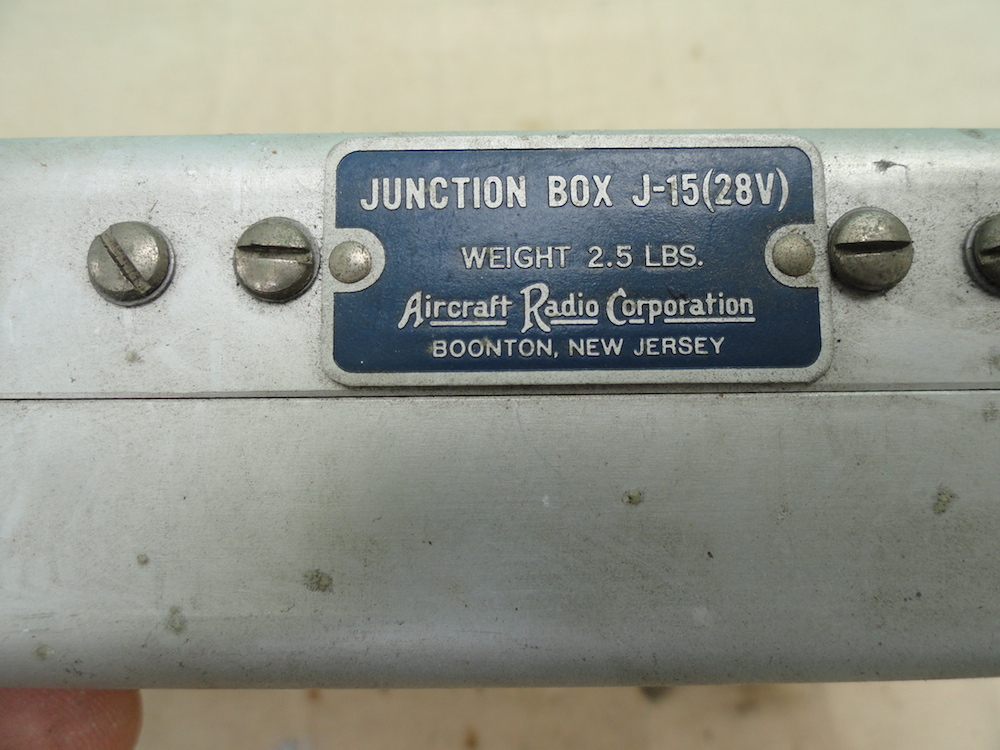 JUNCTION BOX J-15(28V)
WEIGHT 2.5 LBS.
Aircraft Radio Corporation
BOONTON, NEW JERSEY